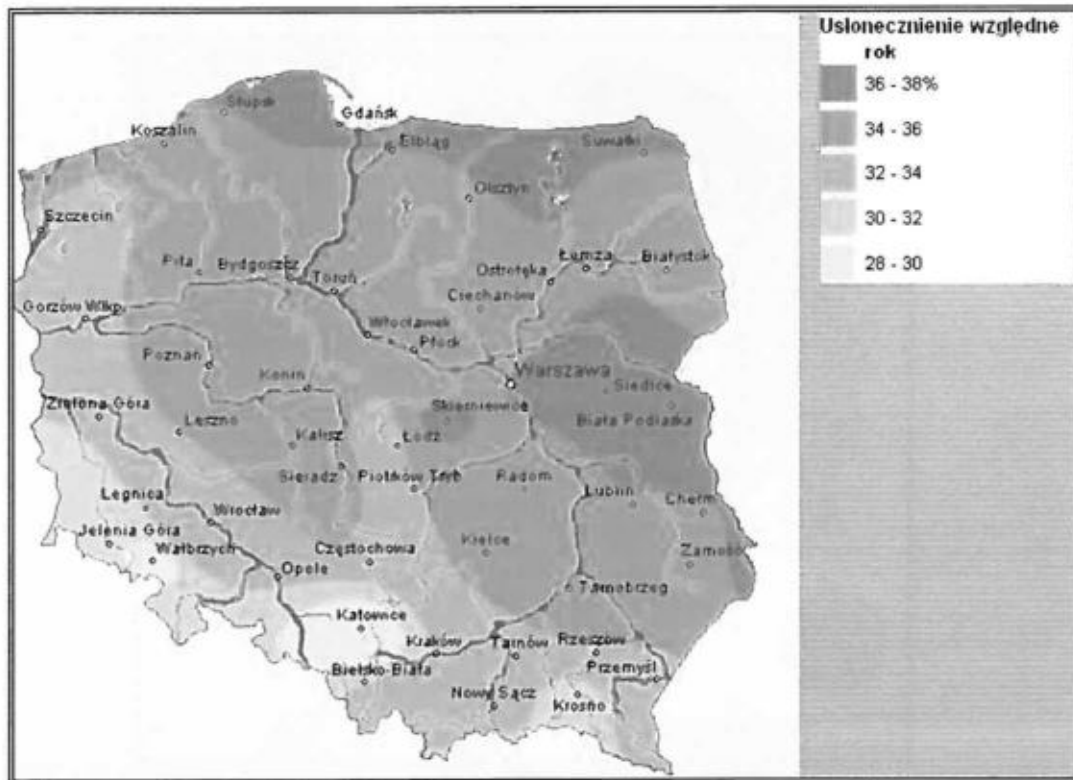 Usłonecznienie względne
rok
36 - 38%
34 - 36
32 - 34
30 - 32
28 - 30
Słupsk
Gdańsk
Koszalin
Elbląg
Suwałki
Olsztyn
Szczecin
Piła
Bydgoszcz
Toruń
Ostrołęka
Łomza
Białystok
Ciechanów
Gorzów Wlkp.
Włocławek
Płock
Poznań
Konin
Warszawa
Siedlce
Skierniewice
Biała Podlaska
Zielona Góra
Leszno
Kalisz
Łódź
Sieradz
Piotrków Tryb
Radom
Lublin
Chełm
Legnica
Wrocław
Jelenia Góra
Wałbrzych
Częstochowa
Kielce
Zamość
Opole
Tarnobrzeg
Katowice
Kraków
Tarnów
Rzeszów
Bielsko-Biała
Przemyśl
Nowy Sącz
Krosno